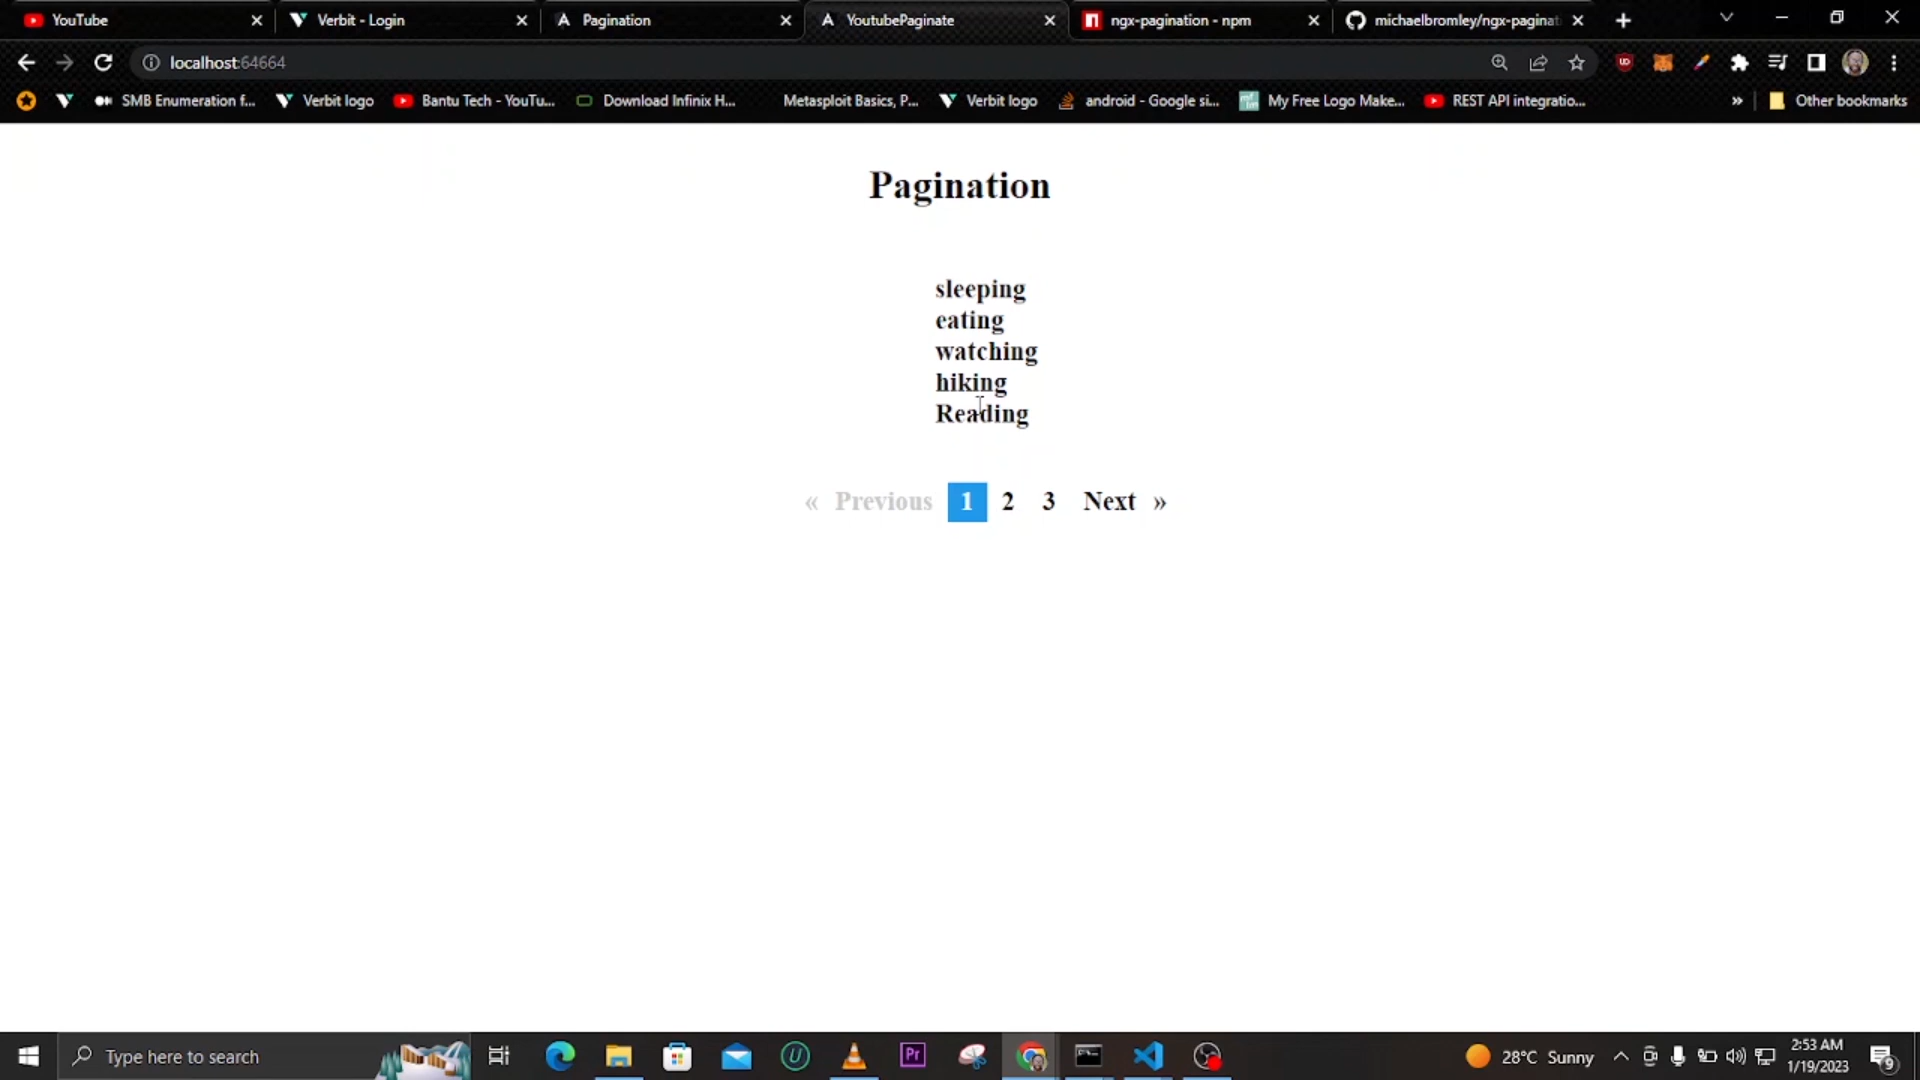 YouTube
Verbit - Login
Pagination
YoutubePaginate
ngx-pagination - npm
michaelbromley/ngx-paginat
localhost:64664
SMB Enumeration f...
Verbit logo
Bantu Tech - YouTu...
Download Infinix H...
Metasploit Basics, P...
Verbit logo
android - Google si...
My Free Logo Make...
REST API integratio...
»
Other bookmarks
Pagination
sleeping
eating
watching
hiking
Reading
« Previous 1 2 3 Next »
Type here to search
Pr
28°C Sunny
2:53 AM
1/19/2023
9